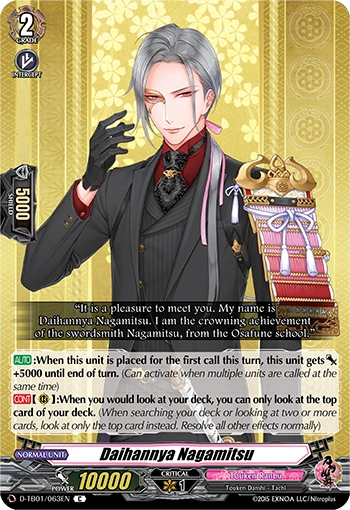 2
GRADE
INTERCEPT
5000
SHIELD
"It is a pleasure to meet you. My name is
Daihannya Nagamitsu. I am the crowning achievement
of the swordsmith Nagamitsu, from the Osafune school."
AUTO :When this unit is placed for the first call this turn, this unit gets
+5000 until end of turn. (Can activate when multiple units are called at the
same time)
CONT 1:When you would look at your deck, you can only look at the top
card of your deck. (When searching your deck or looking at two or more
cards, look at only the top card instead. Resolve only what is possible)
NORMAL UNIT
Daihannya Nagamitsu
POWER 10000
CRITICAL
1
Touken Ranbu
Touken Danshi - Tachi
D-TB01/063EN C
©2015 EXNOA LLC/Nitroplus